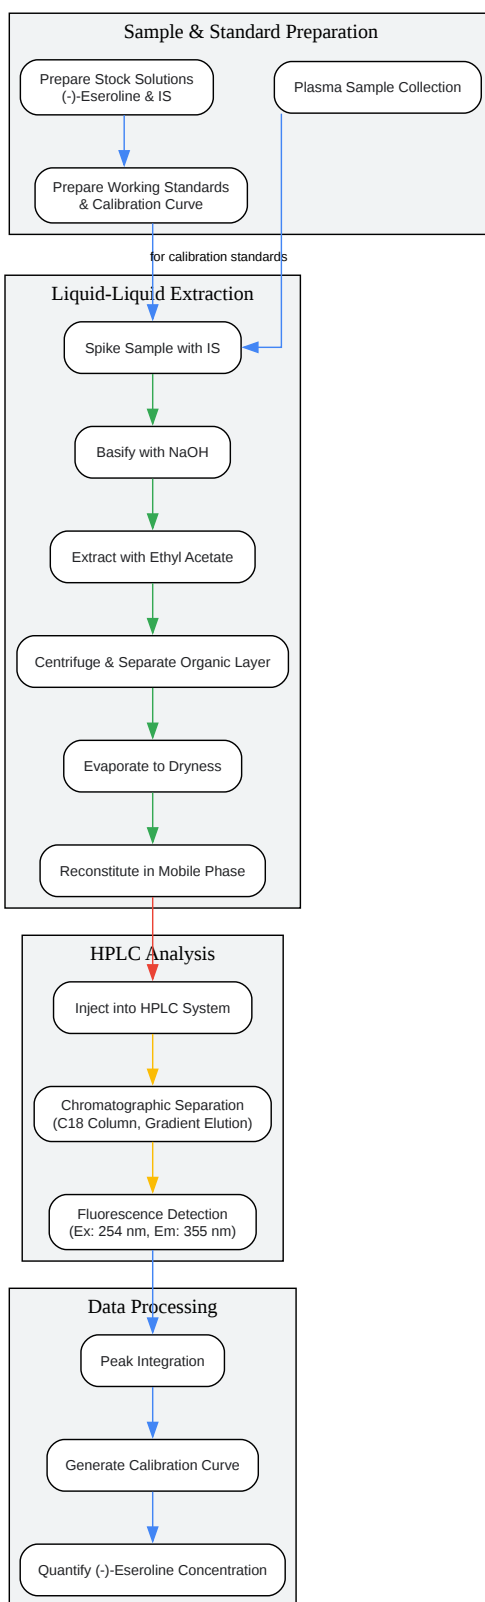 Sample & Standard Preparation
Prepare Stock Solutions
(-)-Eseroline & IS
Plasma Sample Collection
Prepare Working Standards
& Calibration Curve
for calibration standards
Liquid-Liquid Extraction
Spike Sample with IS
Basify with NaOH
Extract with Ethyl Acetate
Centrifuge & Separate Organic Layer
Evaporate to Dryness
Reconstitute in Mobile Phase
HPLC Analysis
Inject into HPLC System
Chromatographic Separation
(C18 Column, Gradient Elution)
Fluorescence Detection
(Ex: 254 nm, Em: 355 nm)
Data Processing
Peak Integration
Generate Calibration Curve
Quantify (-)-Eseroline Concentration